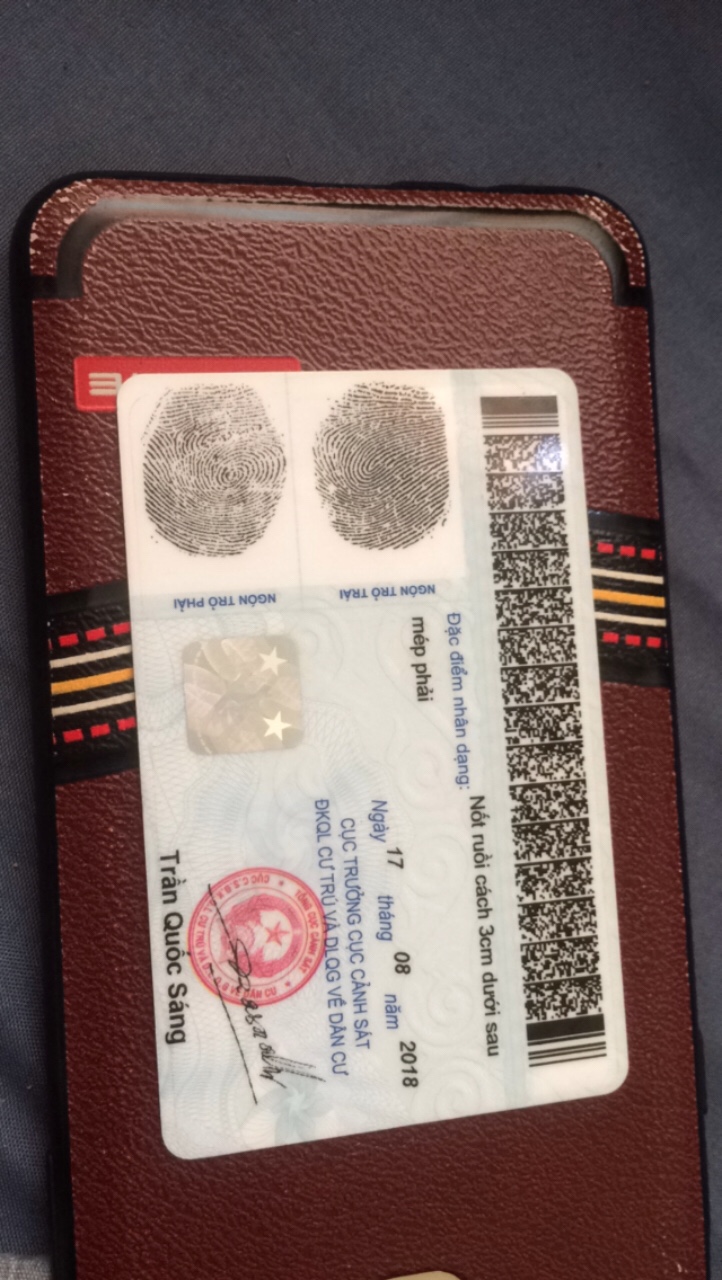 Đặc điểm nhân dạng: Nốt ruồi cách 3cm dưới sau
mép phải
NGÓN TRỎ TRÁI
NGÓN TRỎ PHẢI
Ngày 17 tháng 08 năm 2018
CỤC TRƯỞNG CỤC CẢNH SÁT
ĐKQL CƯ TRÚ VÀ DLQG VỀ DÂN CƯ
Trần Quốc Sáng